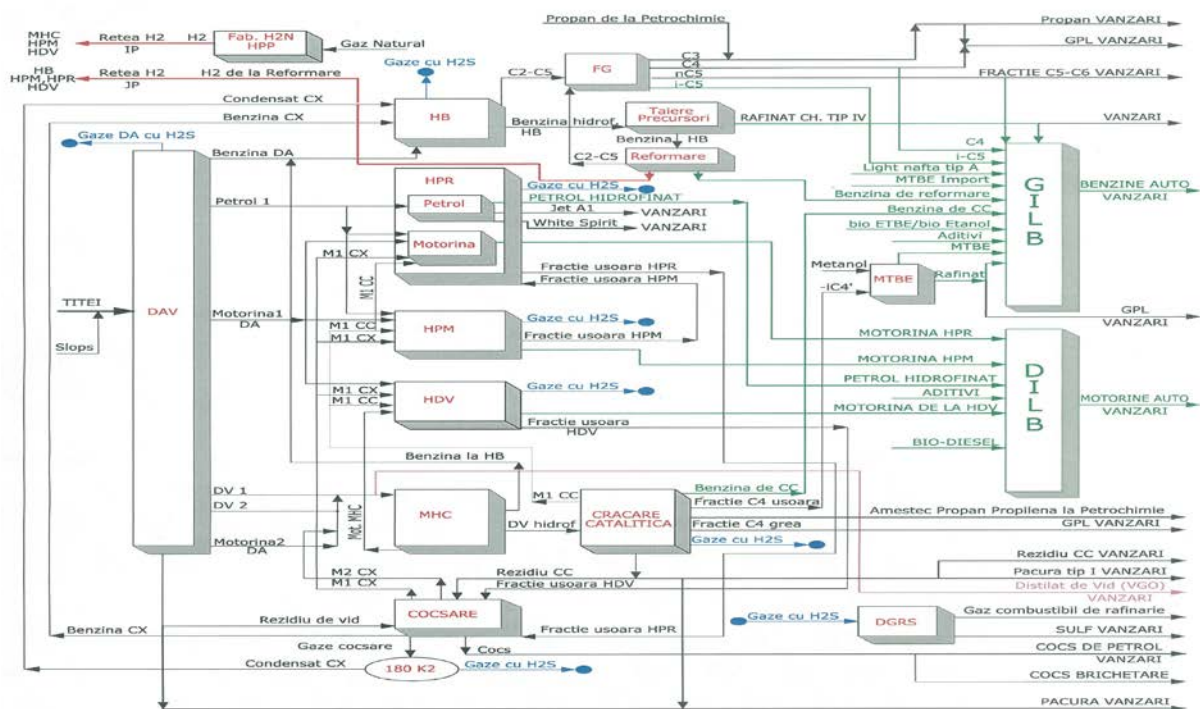 Propan de la Petrochimie
Propan VANZARI
MHC
HPM
HDV
Retea H2
IP
H2
Fab. H2N
HPP
Gaz Natural
GPL VANZARI
HB
HPM,HPR
HDV
Retea H2
JP
H2 de la Reformare
Gaze cu H2S
C2-C5
FG
C3
C4
nC5
i-C5
FRACTIE C5-C6 VANZARI
Condensat CX
Benzina CX
HB
Benzina hidrof
HB
Taiere
Precursori
RAFINAT CH. TIP IV
VANZARI
Gaze DA cu H2S
Benzina HB
Benzina DA
C2-C5
Reformare
C4
i-C5
Light nafta tip A
MTBE Import
Benzina de reformare
Benzina de CC
bio ETBE/bio Etanol
Aditivi
MTBE
GILB
BENZINE AUTO
VANZARI
HPR
Gaze cu H2S
PETROL HIDROFINAT
Petrol 1
Petrol
Jet A1
VANZARI
White Spirit
VANZARI
Motorina
M1 CX
M1 CC
Fractie usoara HPR
Fractie usoara HPM
Metanol
-iC4'
MTBE
Rafinat
TITEI
Slops
DAV
Motorina1
DA
M1 CC
M1 CX
HPM
Gaze cu H2S
Fractie usoara HPM
GPL
VANZARI
MOTORINA HPR
MOTORINA HPM
PETROL HIDROFINAT
ADITIVI
MOTORINA DE LA HDV
BIO-DIESEL
DILB
MOTORINE AUTO
VANZARI
M1 CX
M1 CC
HDV
Gaze cu H2S
Fractie usoara
HDV
Benzina la HB
DV 1
DV 2
Motorina2
DA
Mot MHC
MHC
M1 CC
DV hidrof
CRACARE
CATALITICA
Benzina de CC
Fractie C4 usoara
Fractie C4 grea
Gaze cu H2S
Amestec Propan Propilena la Petrochimie
GPL VANZARI
M2 CX
M1 CX
Rezidiu CC
Fractie usoara HDV
Rezidiu CC VANZARI
Pacura tip I VANZARI
Distilat de Vid (VGO)
VANZARI
Rezidiu de vid
COCSARE
Benzina CX
Fractie usoara HPR
Gaze cu H2S
DGRS
Gaz combustibil de rafinarie
SULF VANZARI
Gaze cocsare
Cocs
COCS DE PETROL
VANZARI
Condensat CX
180 K2
Gaze cu H2S
COCS BRICHETARE
PACURA VANZARI